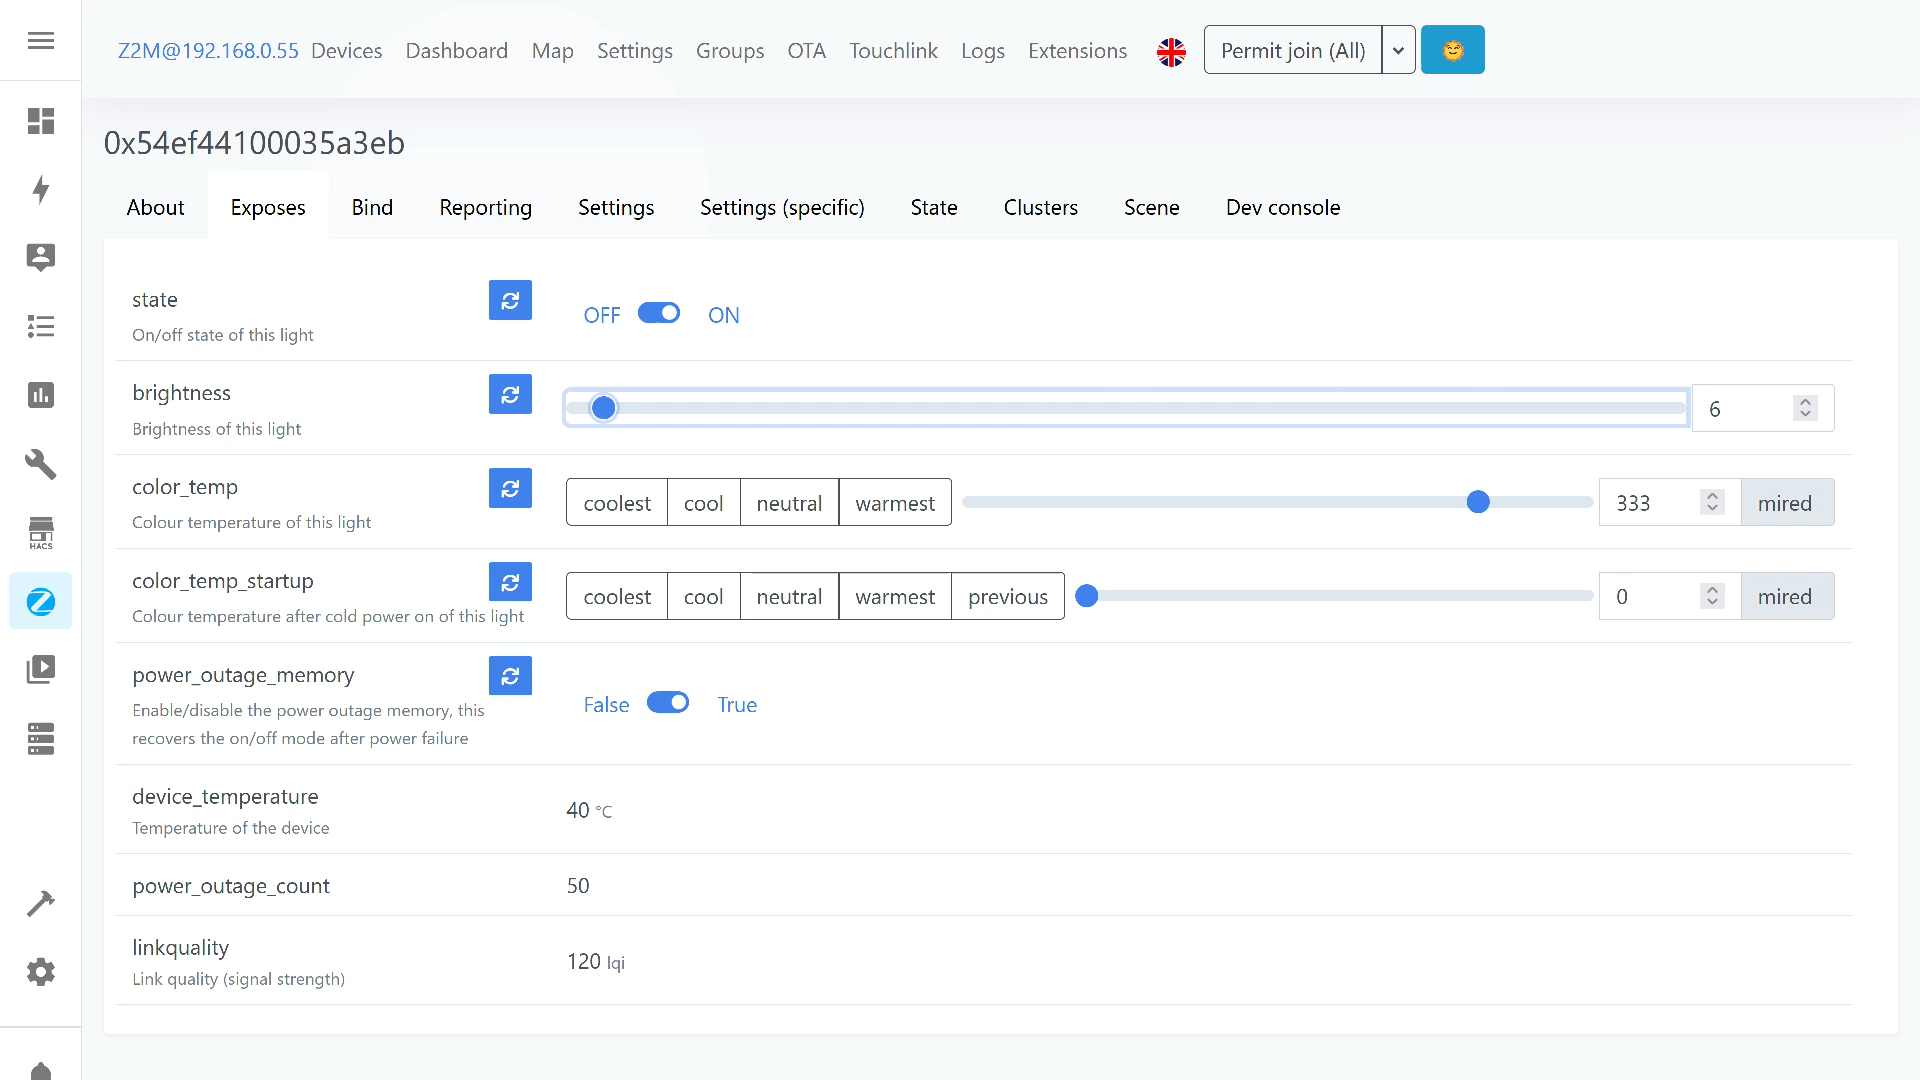 Z2M@192.168.0.55 Devices Dashboard Map Settings Groups OTA Touchlink Logs Extensions Permit join (All)
0x54ef44100035a3eb
About Exposes Bind Reporting Settings Settings (specific) State Clusters Scene Dev console
state
On/off state of this light
OFF ON
brightness
Brightness of this light
6
color_temp
Colour temperature of this light
coolest cool neutral warmest 333 mired
color_temp_startup
Colour temperature after cold power on of this light
coolest cool neutral warmest previous 0 mired
power_outage_memory
Enable/disable the power outage memory, this
recovers the on/off mode after power failure
False True
device_temperature
Temperature of the device
40 °C
power_outage_count
50
linkquality
Link quality (signal strength)
120 lqi
HACS